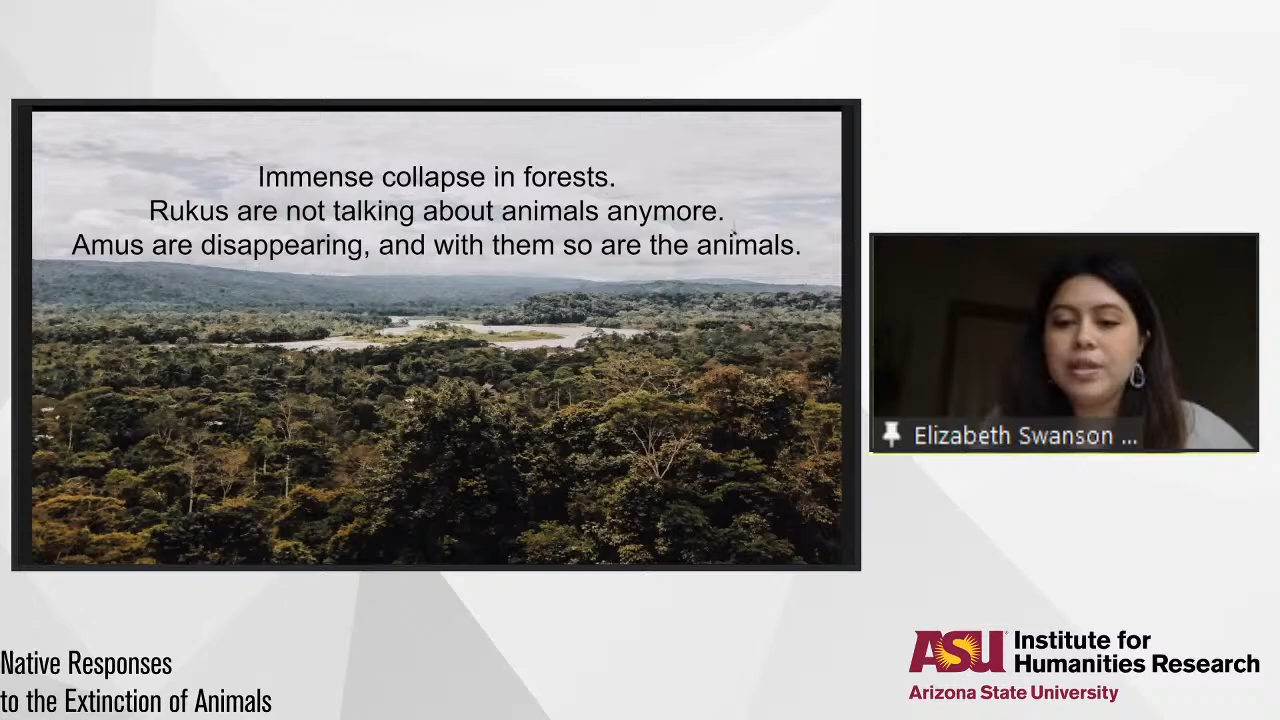 Immense collapse in forests.
Rukus are not talking about animals anymore.
Amus are disappearing, and with them so are the animals.
Elizabeth Swanson ...
Native Responses
to the Extinction of Animals
ASU Institute for
Humanities Research
Arizona State University